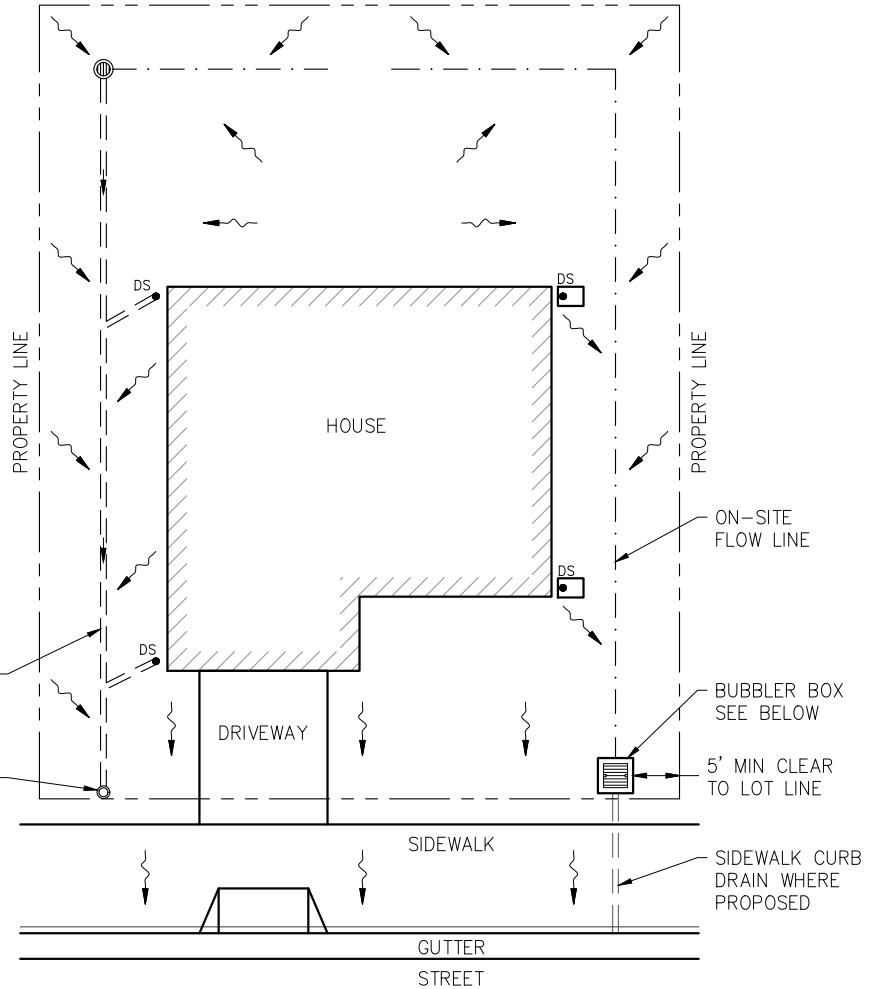 DS
DS
PROPERTY LINE
PROPERTY LINE
HOUSE
ON-SITE
FLOW LINE
DS
DS
BUBBLER BOX
SEE BELOW
DRIVEWAY
5' MIN CLEAR
TO LOT LINE
SIDEWALK
SIDEWALK CURB
DRAIN WHERE
PROPOSED
GUTTER
STREET